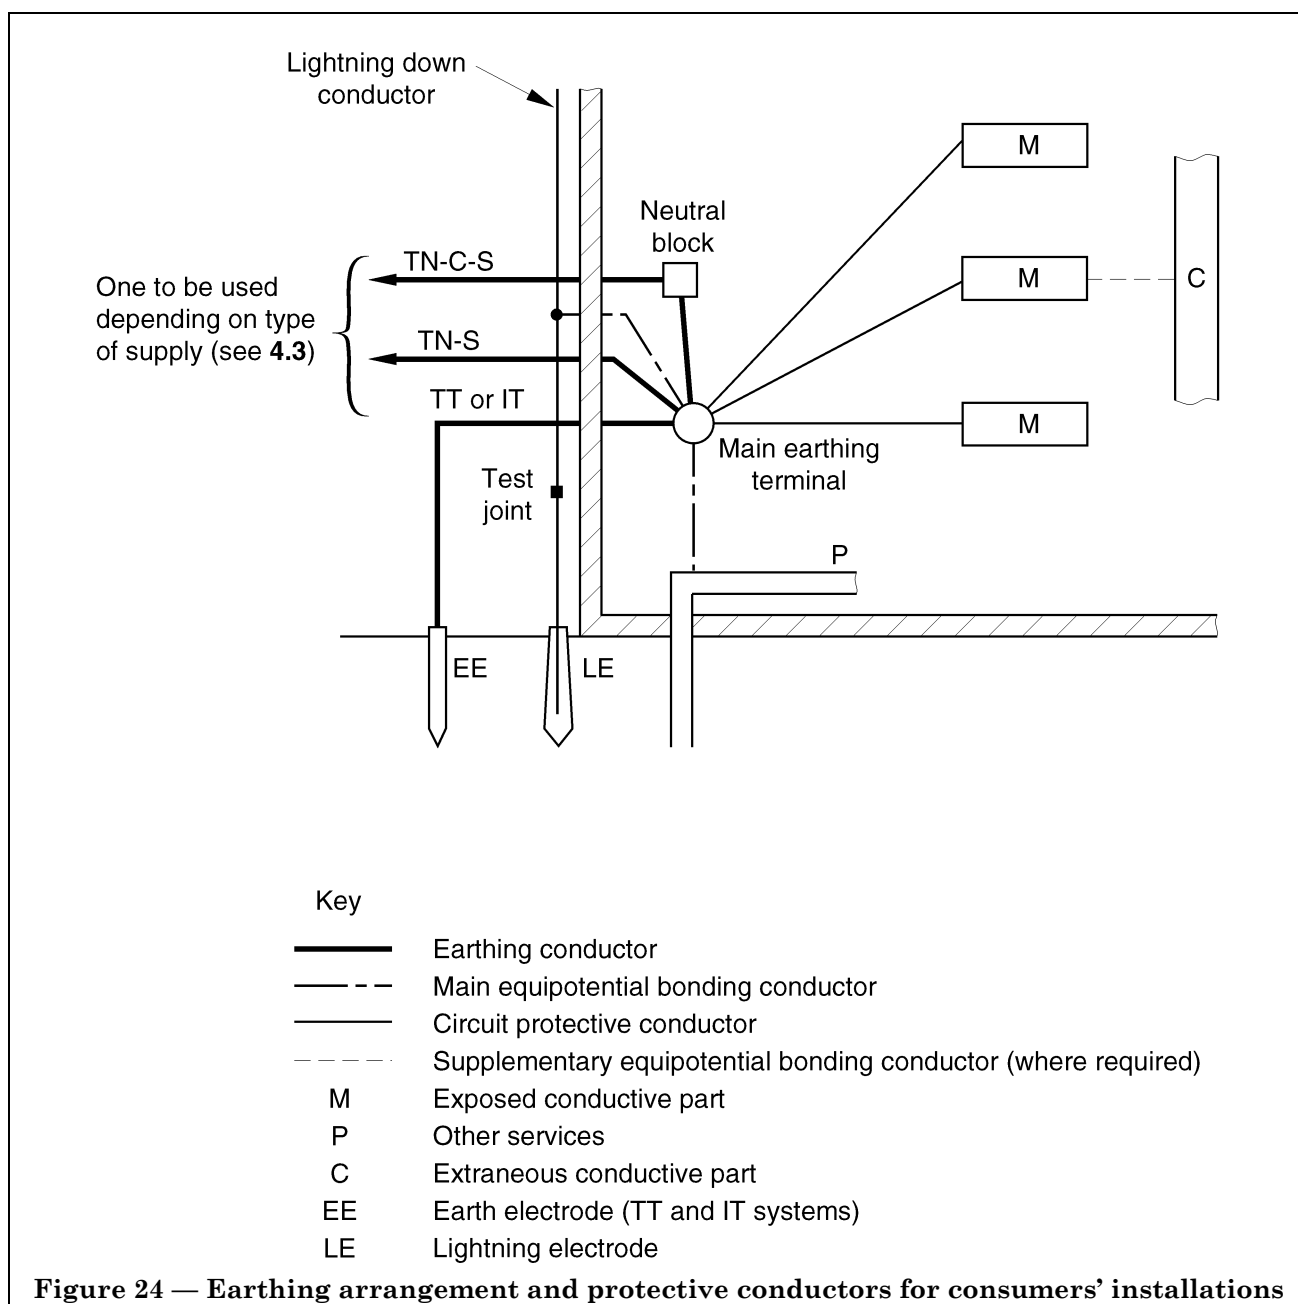 Lightning down
conductor
M
Neutral
block
TN-C-S
One to be used
depending on type
of supply (see 4.3)
M
C
TN-S
TT or IT
M
Main earthing
terminal
Test
joint
P
EE
LE
Key
Earthing conductor
Main equipotential bonding conductor
Circuit protective conductor
Supplementary equipotential bonding conductor (where required)
M Exposed conductive part
P Other services
C Extraneous conductive part
EE Earth electrode (TT and IT systems)
LE Lightning electrode
Figure 24 — Earthing arrangement and protective conductors for consumers’ installations